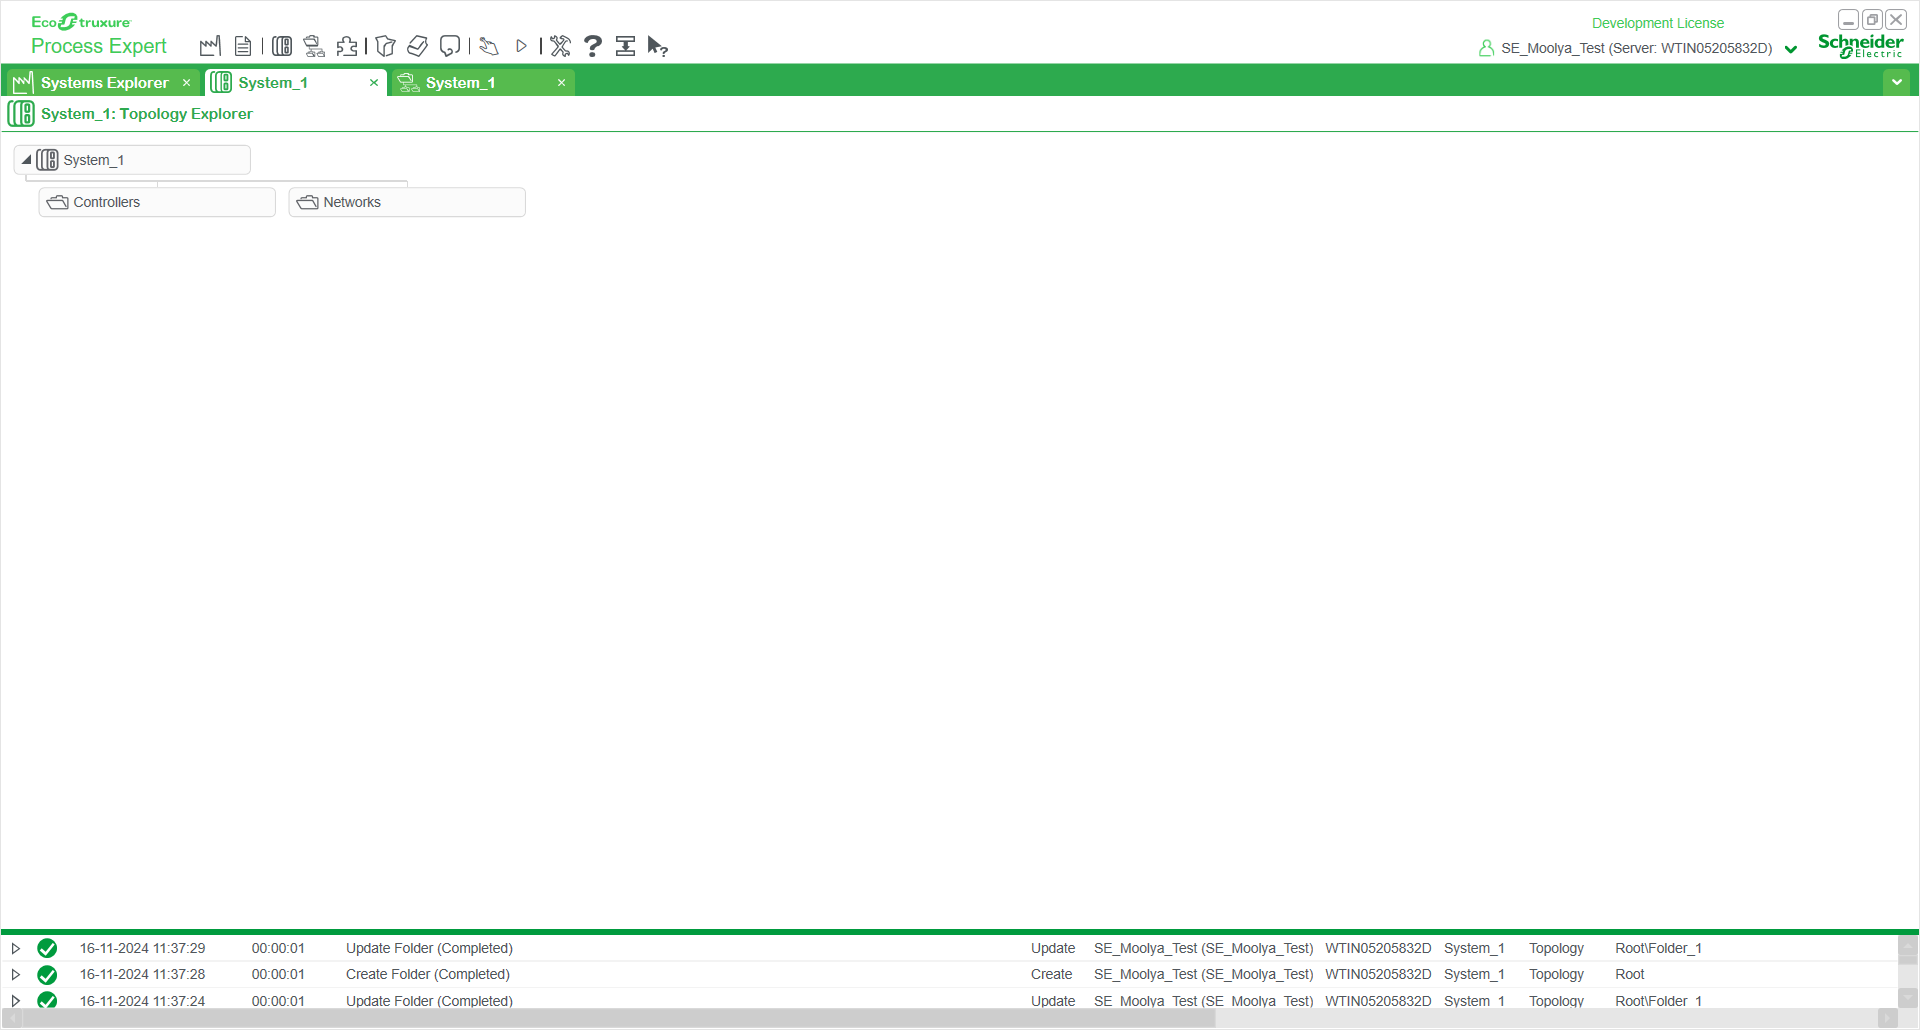 EcoStruxure
Development License
Process Expert
SE_Moolya_Test (Server: WTIN05205832D)
Schneider
Electric
Systems Explorer
System_1
System_1
System_1: Topology Explorer
System_1
Controllers
Networks
16-11-2024 11:37:29 00:00:01 Update Folder (Completed) Update SE_Moolya_Test (SE_Moolya_Test) WTIN05205832D System_1 Topology Root\Folder_1
16-11-2024 11:37:28 00:00:01 Create Folder (Completed) Create SE_Moolya_Test (SE_Moolya_Test) WTIN05205832D System_1 Topology Root
16-11-2024 11:37:24 00:00:01 Update Folder (Completed) Update SE_Moolya_Test (SE_Moolya_Test) WTIN05205832D System_1 Topology Root\Folder_1